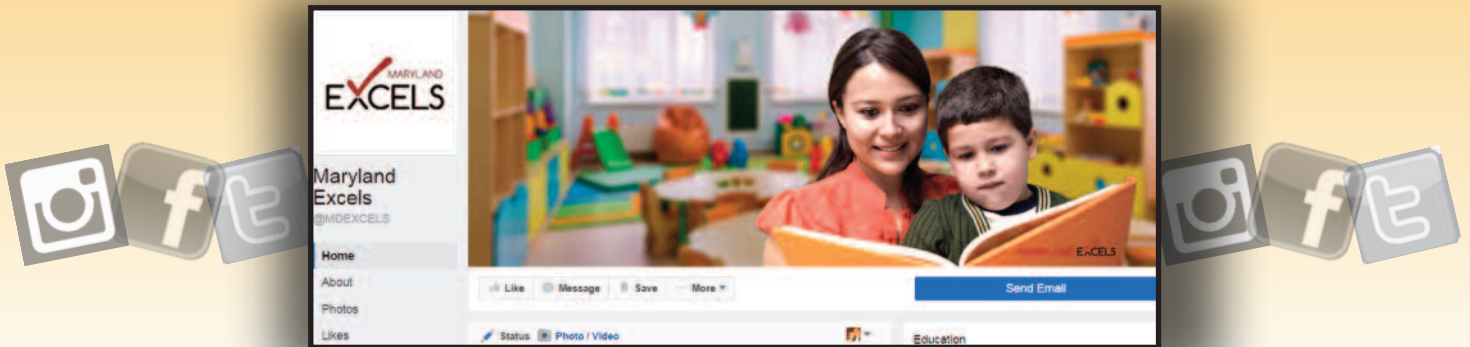 MARYLAND
EXCELS
Maryland
Excels
@MDEXCELS
Home
About
Photos
Likes
MARYLAND EXCELS
Like Message Save More
Send Email
Status Photo / Video
Education
f t
f t